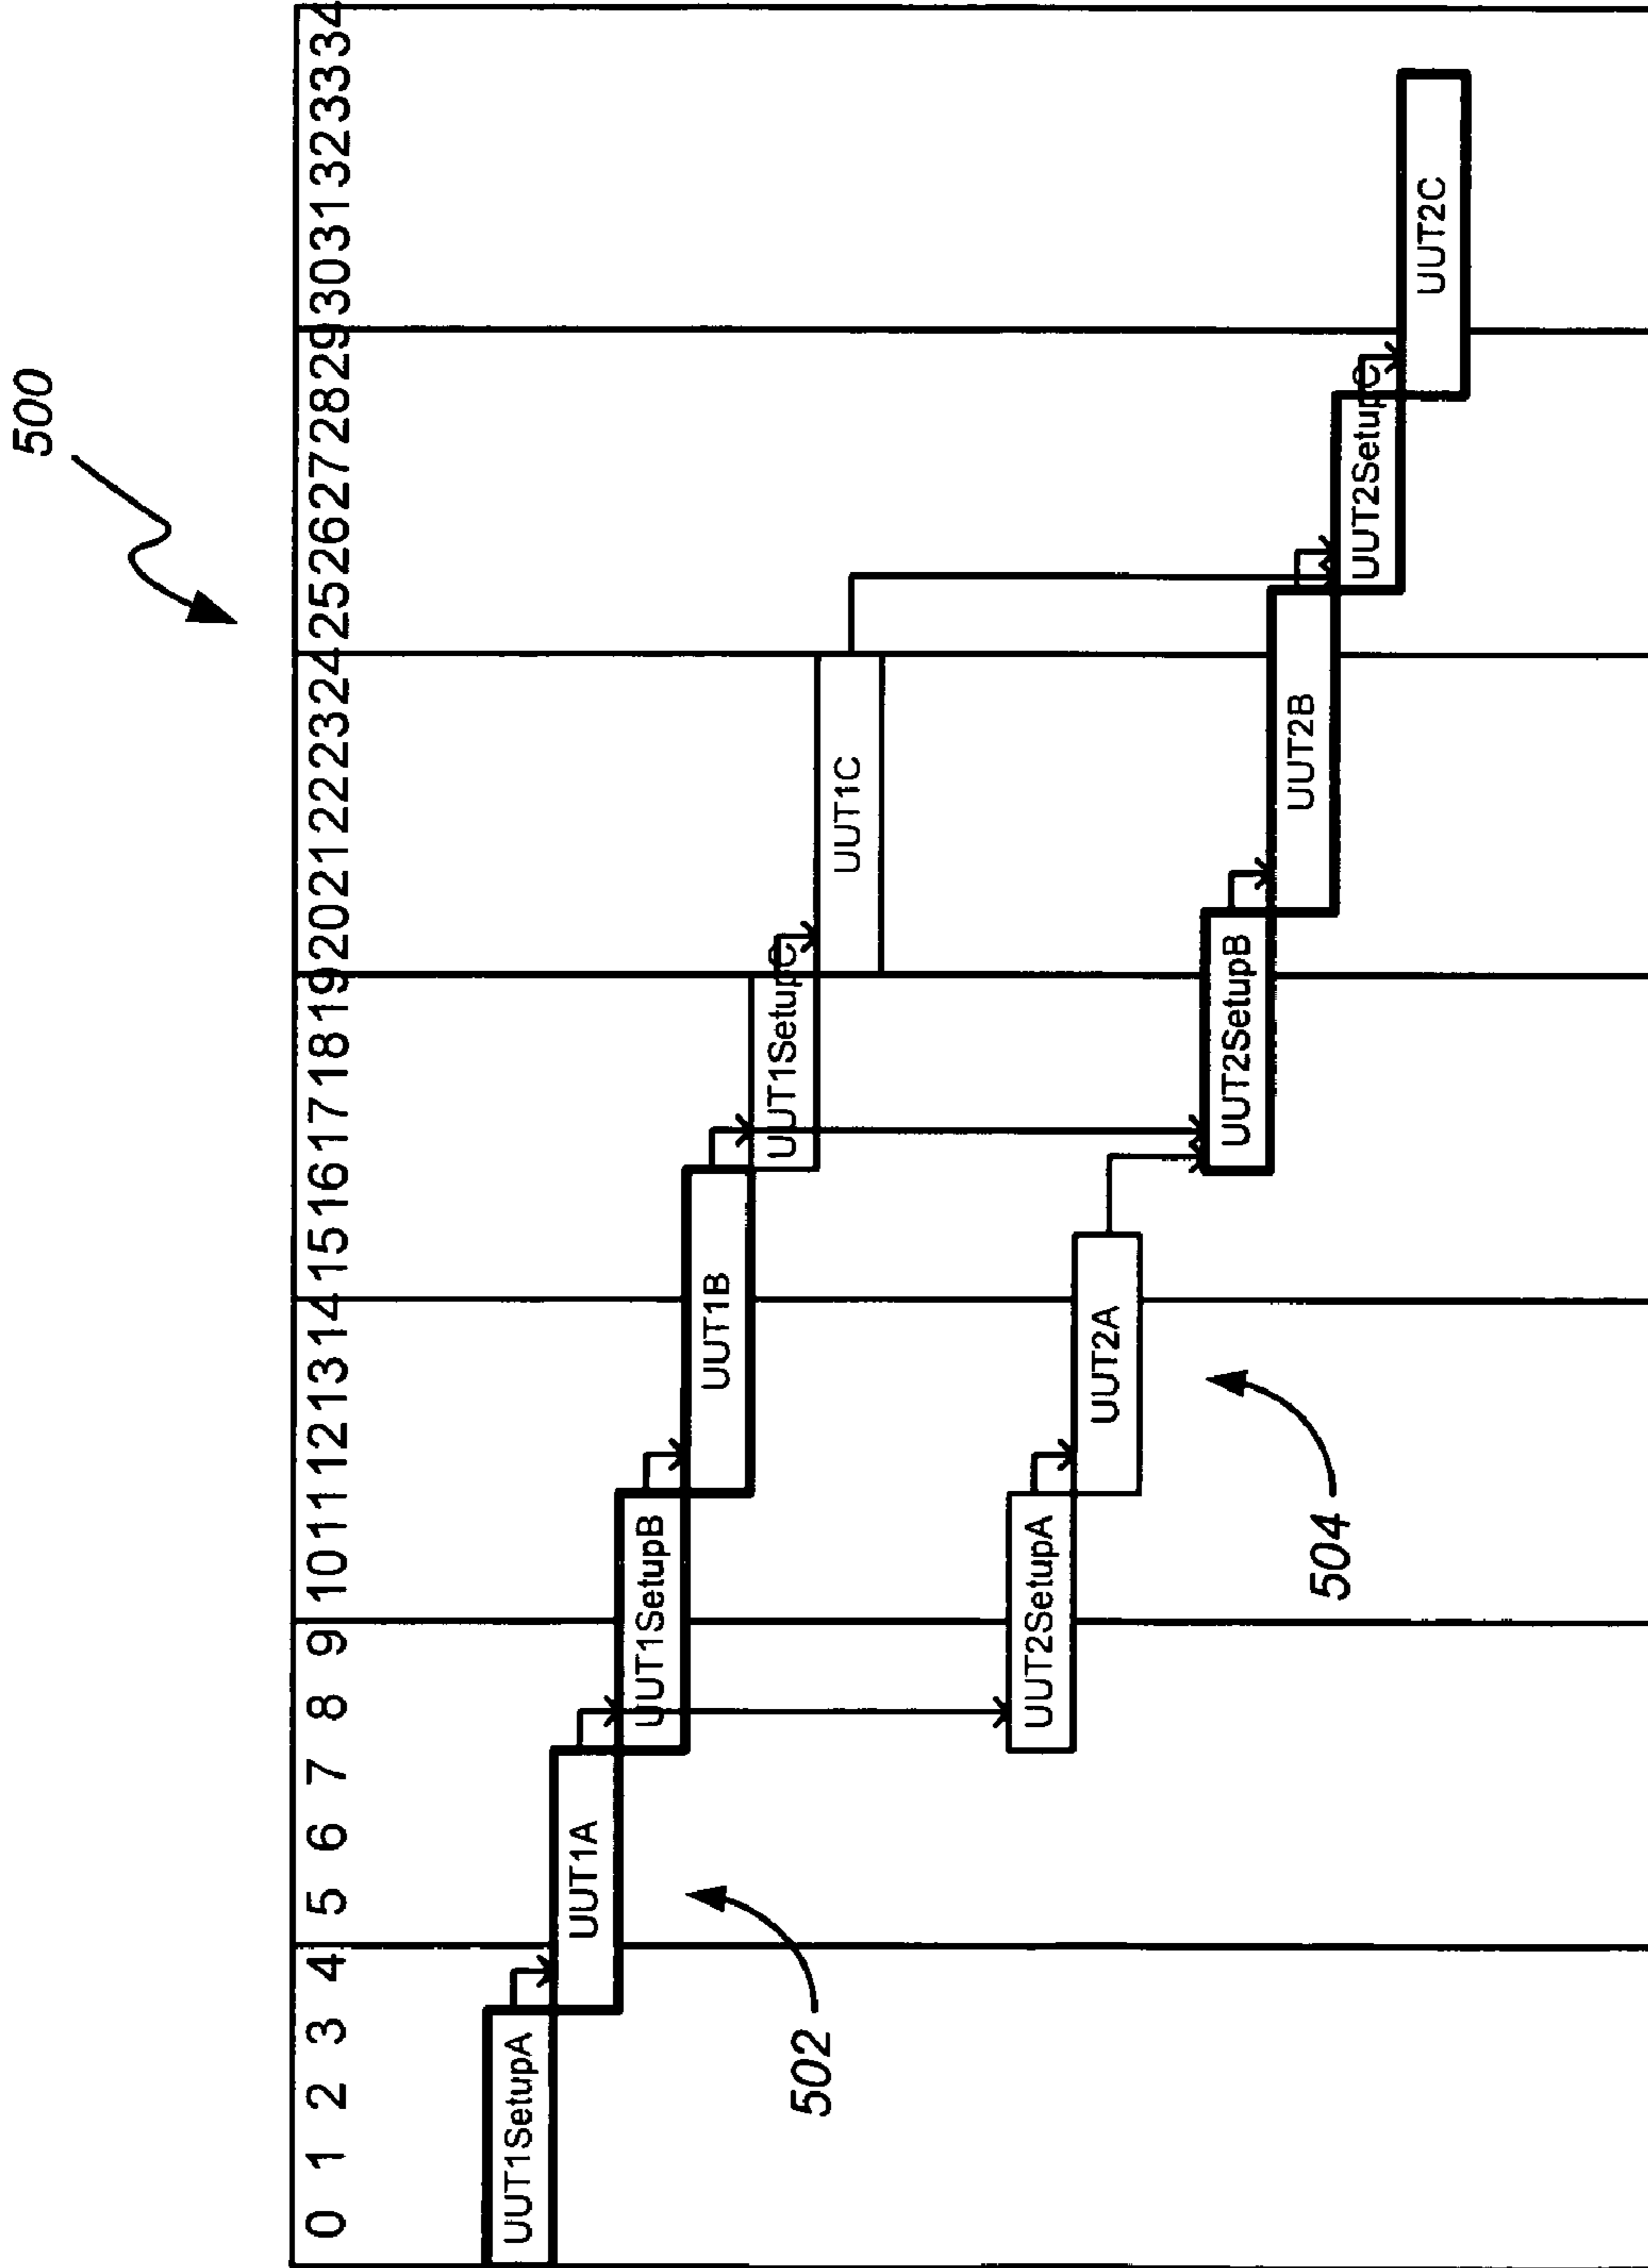 500
0 1 2 3 4 5 6 7 8 9 10 11 12 13 14 15 16 17 18 19 20 21 22 23 24 25 26 27 28 29 30 31 32 33 34
UUT1SetupA
UUT1A
UUT1SetupB
UUT1B
UUT1SetupC
UUT1C
502
UUT2SetupA
UUT2A
UUT2SetupB
UUT2B
UUT2SetupC
UUT2C
504